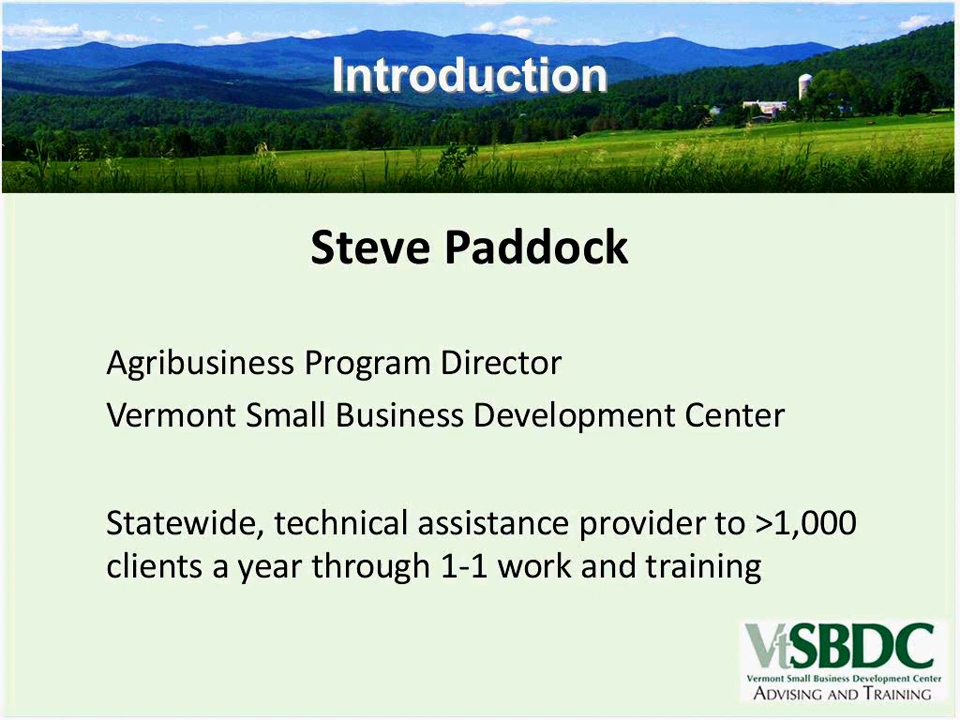 Introduction
Steve Paddock
Agribusiness Program Director
Vermont Small Business Development Center
Statewide, technical assistance provider to >1,000
clients a year through 1-1 work and training
VtSBDC
Vermont Small Business Development Center
ADVISING AND TRAINING